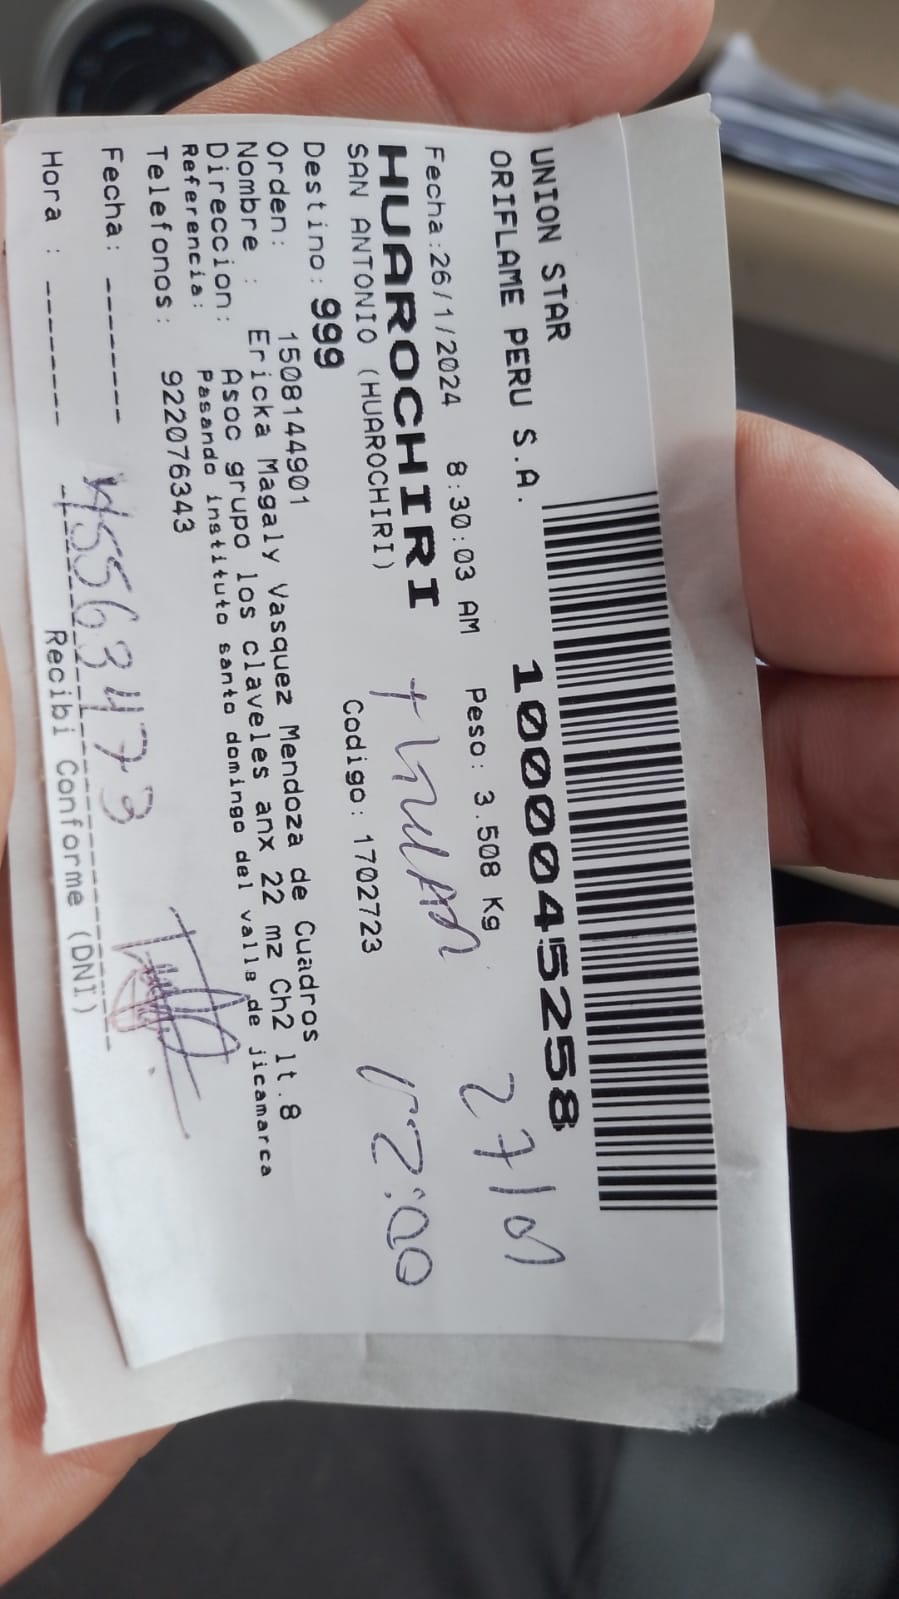 UNION STAR
ORIFLAME PERU S.A.
1000045258
Fecha:26/1/2024 8:30:03 AM Peso: 3.508 Kg
HUAROCHIRI
SAN ANTONIO (HUAROCHIRI) Codigo: 1702723
27/01
12:00
Destino: 999
Orden: 1508144901
Nombre : Ericka Magaly Vasquez Mendoza de Cuadros
Direccion: Asoc grupo los claveles anx 22 mz Ch2 lt.8
Referencia: Pasando instituto santo domingo del valle de jicamarca
Telefonos: 922076343
Fecha: ------
45563473
Hora : ------
Recibi Conforme (DNI)